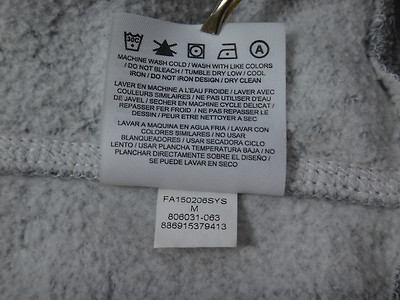 30C A
MACHINE WASH COLD / WASH WITH LIKE COLORS
/ DO NOT BLEACH / TUMBLE DRY LOW / COOL
IRON / DO NOT IRON DESIGN / DRY CLEAN
LAVER EN MACHINE A L'EAU FROIDE / LAVER AVEC
COULEURS SIMILAIRES / NE PAS UTILISER D'EAU
DE JAVEL / SECHER EN MACHINE CYCLE DELICAT /
REPASSER FER FROID / NE PAS REPASSER LE
DESSIN / PEUR ETRE NETTOYER A SEC
LAVAR A MAQUINA EN AGUA FRIA / LAVAR CON
COLORES SIMILARES / NO USAR
BLANQUEADORES / USAR SECADORA CICLO
LENTO / USAR PLANCHA TEMPERATURA BAJA / NO
PLANCHAR DIRECTAMENTE SOBRE EL DISEÑO /
SE PUEDE LAVAR EN SECO
FA150206SYS
M
806031-063
886915379413